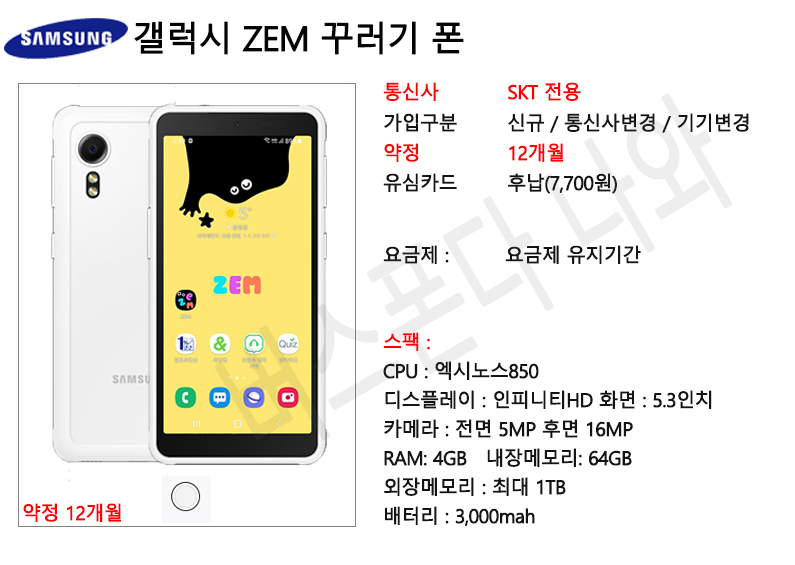 SAMSUNG 갤럭시 ZEM 꾸러기 폰
통신사 SKT 전용
가입구분 신규 / 통신사변경 / 기기변경
약정 12개월
유심카드 후납(7,700원)
요금제 : 요금제 유지기간
스팩 :
CPU : 엑시노스850
디스플레이 : 인피니티HD 화면 : 5.3인치
카메라 : 전면 5MP 후면 16MP
RAM: 4GB 내장메모리: 64GB
외장메모리 : 최대 1TB
배터리 : 3,000mah
ZEM
zem
Quiz
SAMSU
약정 12개월
버스폰다 나와